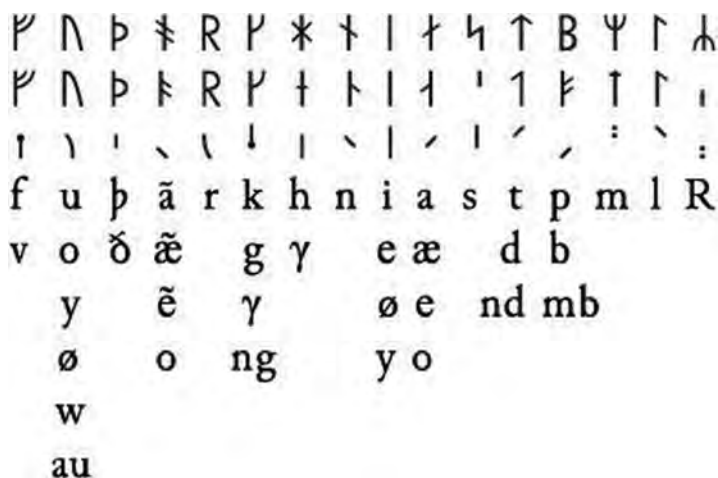 ᚠ ᚢ ᚦ ᚬ ᚱ ᚴ ᚼ ᚾ ᛁ ᛅ ᛋ ᛏ ᛒ ᛘ ᛚ ᛦ
ᚠ ᚢ ᚦ ᚭ ᚱ ᚴ ᚽ ᚿ ᛁ ᛆ ᛌ ᛐ ᛓ ᛙ ᛚ ᛧ
f u þ ã r k h n i a s t p m l R
v o ð æ̃ g γ e æ d b
y ẽ γ ø e nd mb
ø o ng y o
w
au